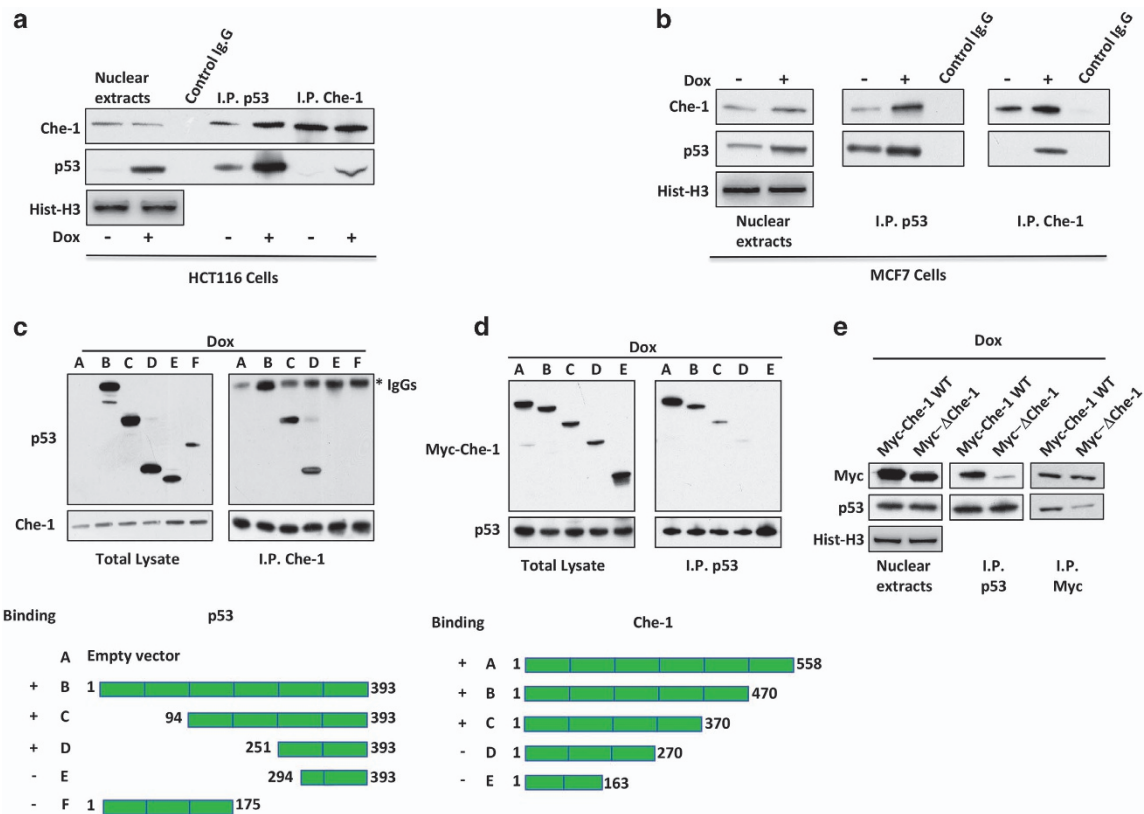 a
Nuclear extracts
Control Ig.G
I.P. p53
I.P. Che-1
Che-1
p53
Hist-H3
Dox - + - + - +
HCT116 Cells
b
Control Ig.G
Control Ig.G
Dox - + - + - +
Che-1
p53
Hist-H3
Nuclear extracts
I.P. p53
I.P. Che-1
MCF7 Cells
c
Dox
A B C D E F A B C D E F
* IgGs
p53
Che-1
Total Lysate
I.P. Che-1
d
Dox
A B C D E A B C D E
Myc-Che-1
p53
Total Lysate
I.P. p53
e
Dox
Myc-Che-1 WT
Myc-ΔChe-1
Myc-Che-1 WT
Myc-ΔChe-1
Myc-Che-1 WT
Myc-ΔChe-1
Myc
p53
Hist-H3
Nuclear extracts
I.P. p53
I.P. Myc
Binding p53
A Empty vector
+ B 1 393
+ C 94 393
+ D 251 393
- E 294 393
- F 1 175
Binding Che-1
+ A 1 558
+ B 1 470
+ C 1 370
- D 1 270
- E 1 163